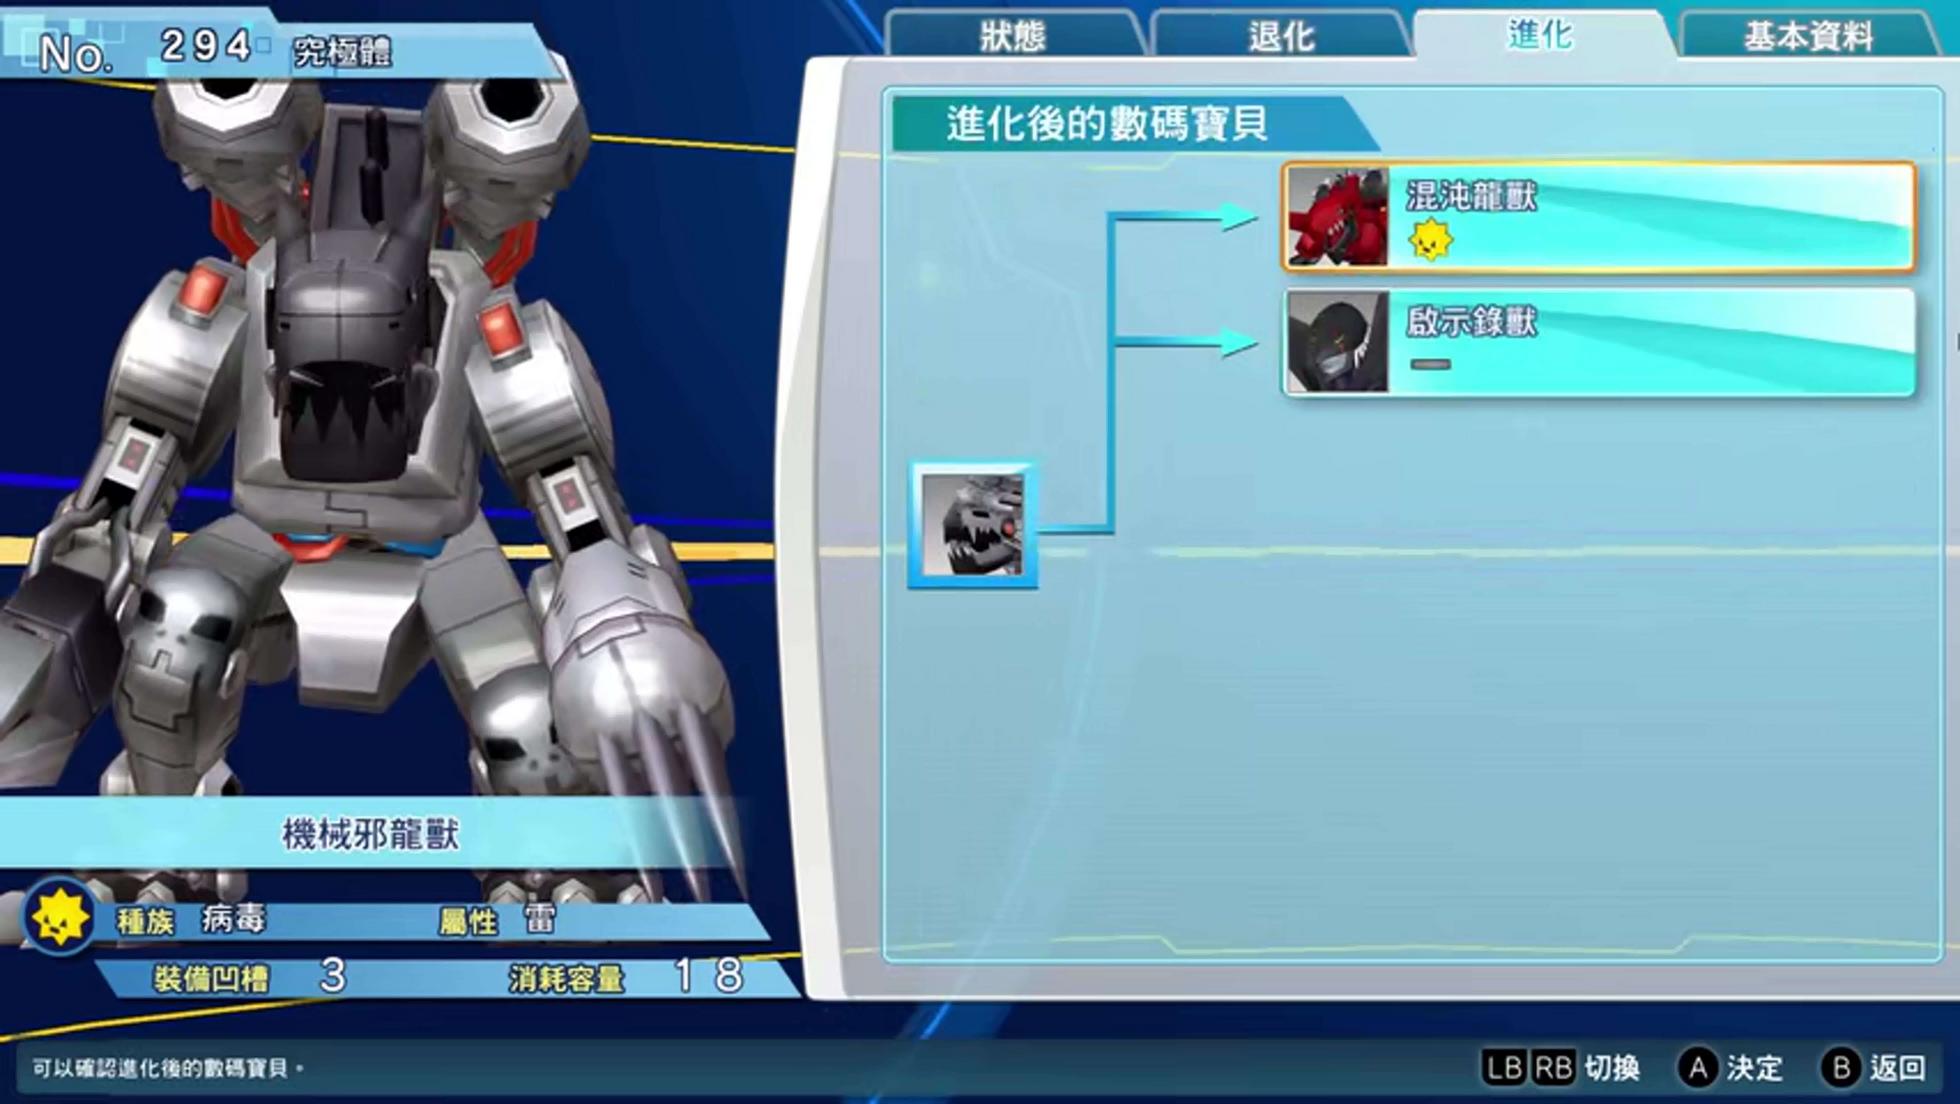 No. 294 究極體
狀態 退化 進化 基本資料
進化後的數碼寶貝
混沌龍獸
啟示錄獸
機械邪龍獸
種族 病毒 屬性 雷
裝備凹槽 3 消耗容量 18
可以確認進化後的數碼寶貝。
LB RB 切換 A 決定 B 返回